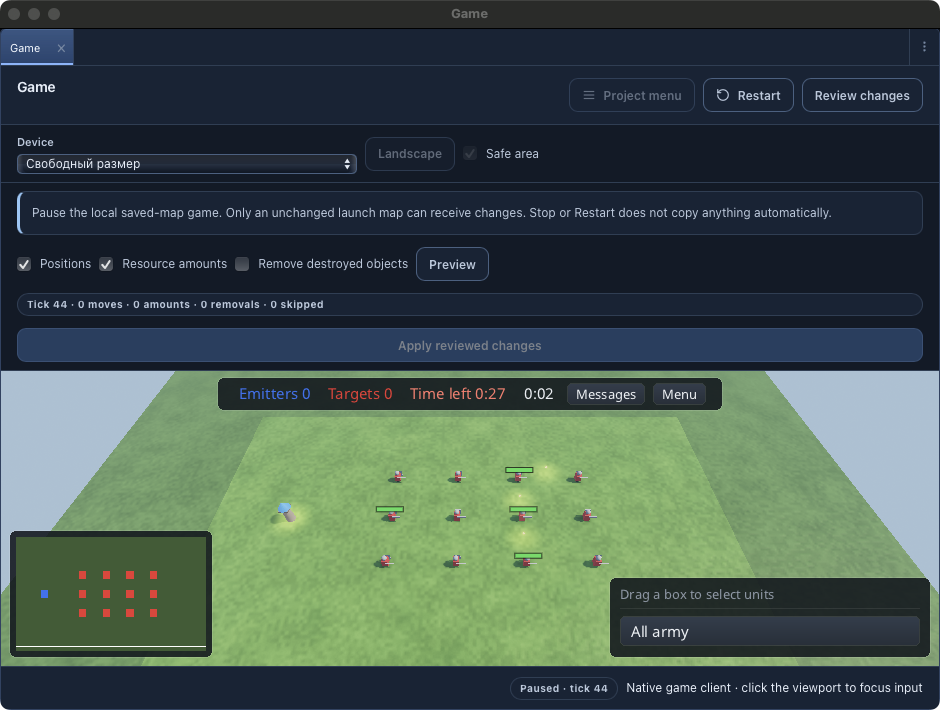 Game
Game
Game
Project menu
Restart
Review changes
Device
Свободный размер
Landscape
Safe area
Pause the local saved-map game. Only an unchanged launch map can receive changes. Stop or Restart does not copy anything automatically.
Positions
Resource amounts
Remove destroyed objects
Preview
Tick 44 · 0 moves · 0 amounts · 0 removals · 0 skipped
Apply reviewed changes
Emitters 0 Targets 0 Time left 0:27 0:02 Messages Menu
Drag a box to select units
All army
Paused · tick 44
Native game client · click the viewport to focus input